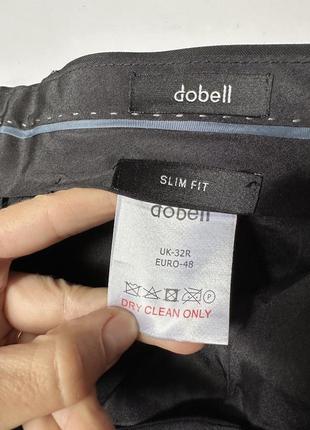 dobell
SLIM FIT
dobell
UK-32R
EURO-48
P
DRY CLEAN ONLY